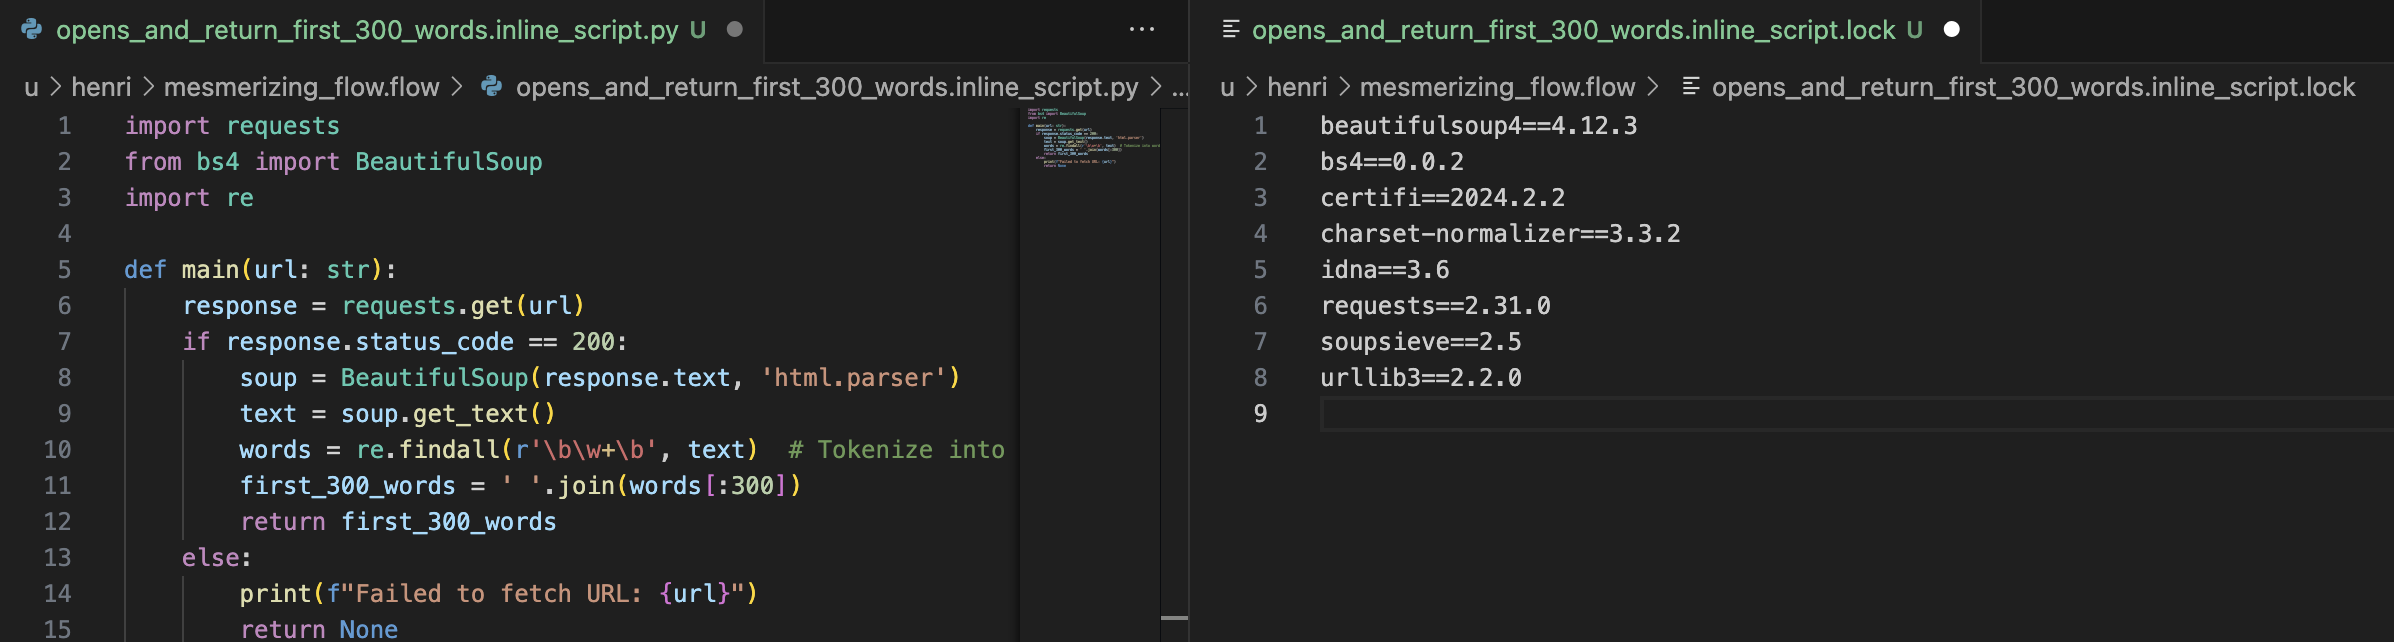 opens_and_return_first_300_words.inline_script.py U
u > henri > mesmerizing_flow.flow > opens_and_return_first_300_words.inline_script.py > ...
1 import requests
2 from bs4 import BeautifulSoup
3 import re
4
5 def main(url: str):
6 response = requests.get(url)
7 if response.status_code == 200:
8 soup = BeautifulSoup(response.text, 'html.parser')
9 text = soup.get_text()
10 words = re.findall(r'\b\w+\b', text)  # Tokenize into
11 first_300_words = ' '.join(words[:300])
12 return first_300_words
13 else:
14 print(f"Failed to fetch URL: {url}")
15 return None
opens_and_return_first_300_words.inline_script.lock U
u > henri > mesmerizing_flow.flow > opens_and_return_first_300_words.inline_script.lock
1 beautifulsoup4==4.12.3
2 bs4==0.0.2
3 certifi==2024.2.2
4 charset-normalizer==3.3.2
5 idna==3.6
6 requests==2.31.0
7 soupsieve==2.5
8 urllib3==2.2.0
9